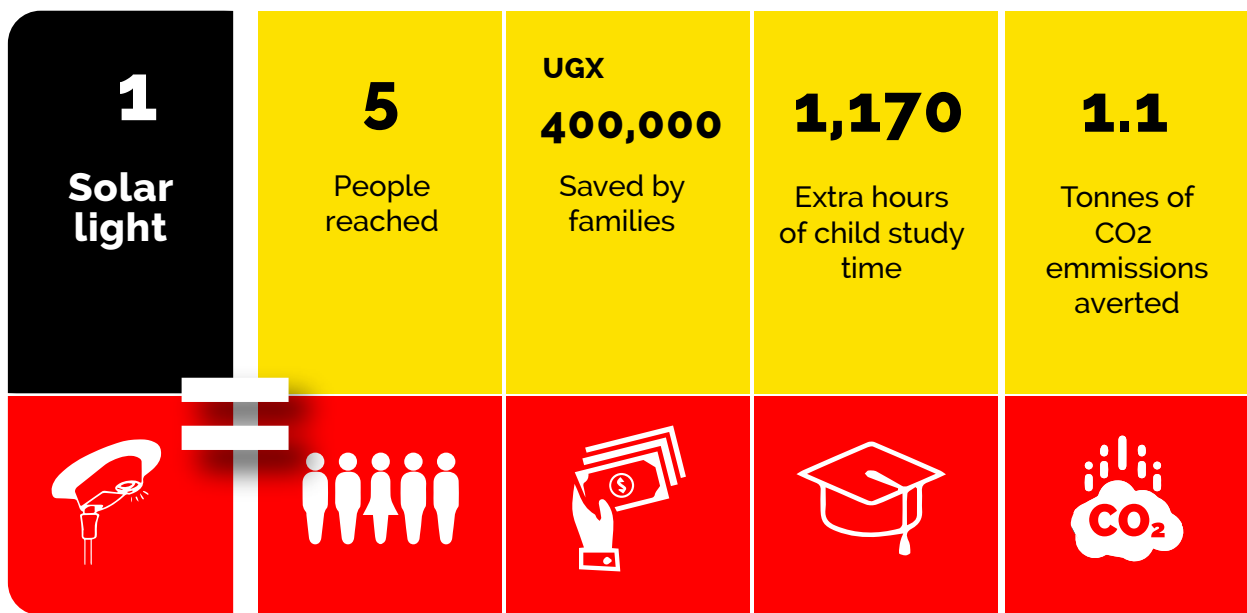 1
Solar
light
5
People
reached
UGX
400,000
Saved by
families
1,170
Extra hours
of child study
time
1.1
Tonnes of
CO2
emmissions
averted
$
CO₂